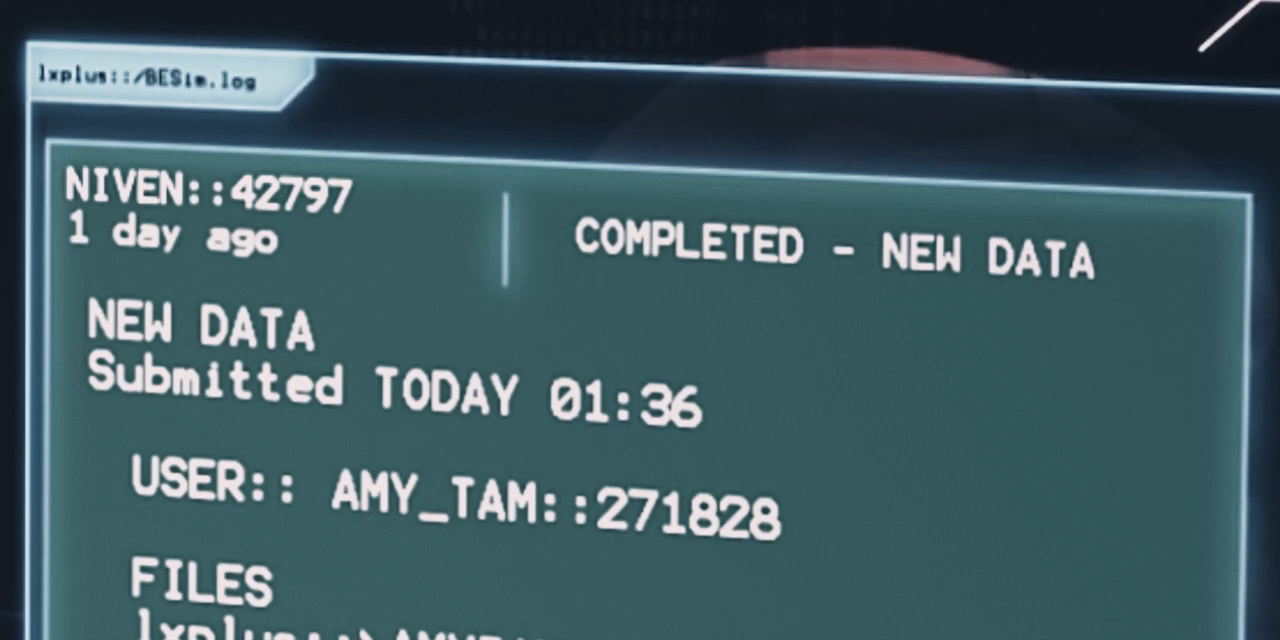 lxplus::/BESim.log
NIVEN::42797
1 day ago
COMPLETED - NEW DATA
NEW DATA
Submitted TODAY 01:36
USER:: AMY_TAM::271828
FILES